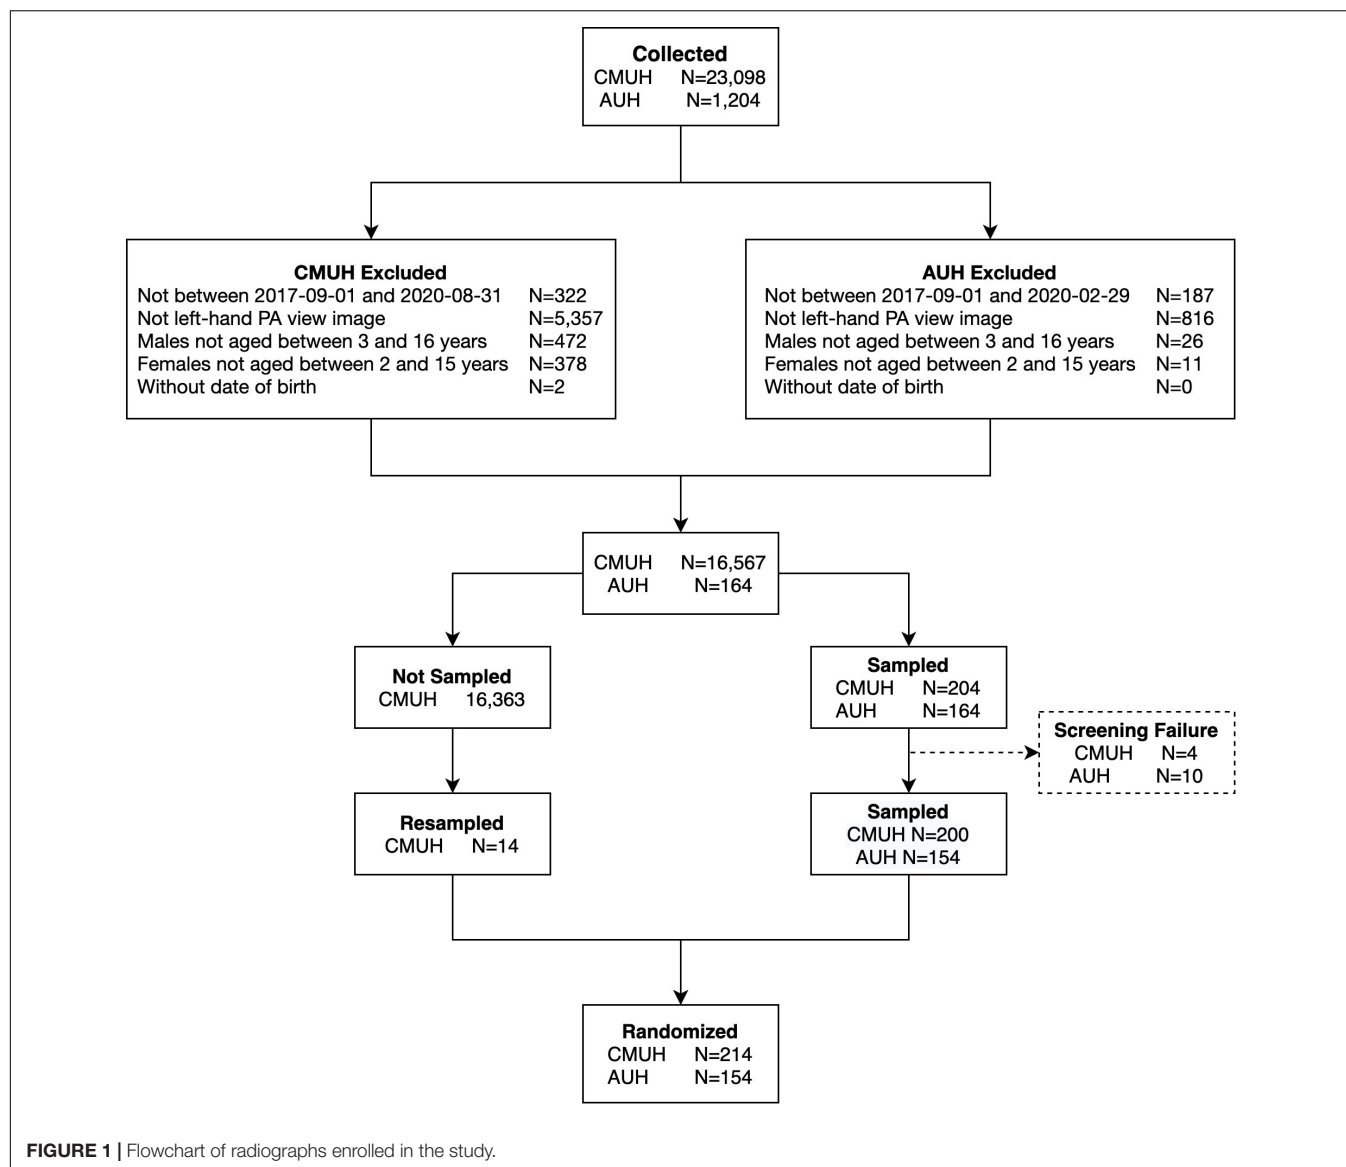 Collected
CMUH N=23,098
AUH N=1,204
CMUH Excluded
Not between 2017-09-01 and 2020-08-31 N=322
Not left-hand PA view image N=5,357
Males not aged between 3 and 16 years N=472
Females not aged between 2 and 15 years N=378
Without date of birth N=2
AUH Excluded
Not between 2017-09-01 and 2020-02-29 N=187
Not left-hand PA view image N=816
Males not aged between 3 and 16 years N=26
Females not aged between 2 and 15 years N=11
Without date of birth N=0
CMUH N=16,567
AUH N=164
Not Sampled
CMUH 16,363
Sampled
CMUH N=204
AUH N=164
Screening Failure
CMUH N=4
AUH N=10
Resampled
CMUH N=14
Sampled
CMUH N=200
AUH N=154
Randomized
CMUH N=214
AUH N=154
FIGURE 1 | Flowchart of radiographs enrolled in the study.